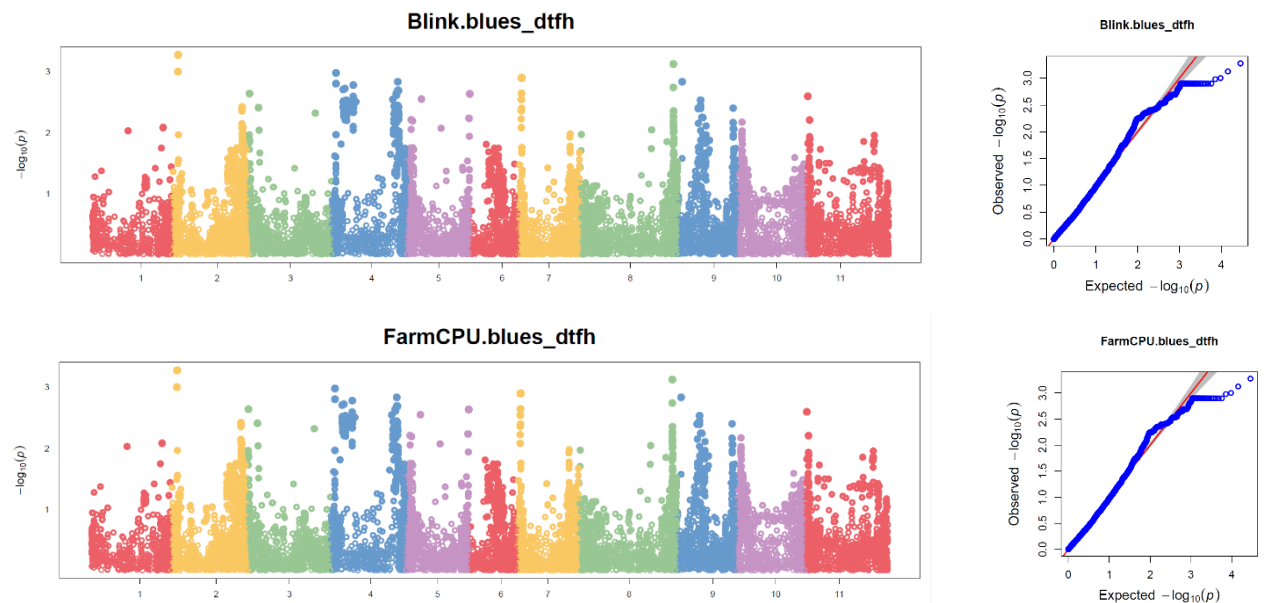 Blink.blues_dtfh
−log₁₀(p)
3
2
1
1 2 3 4 5 6 7 8 9 10 11
Blink.blues_dtfh
Observed −log₁₀(p)
3.0
2.5
2.0
1.5
1.0
0.5
0.0
0 1 2 3 4
Expected −log₁₀(p)
FarmCPU.blues_dtfh
−log₁₀(p)
3
2
1
1 2 3 4 5 6 7 8 9 10 11
FarmCPU.blues_dtfh
Observed −log₁₀(p)
3.0
2.5
2.0
1.5
1.0
0.5
0.0
0 1 2 3 4
Expected −log₁₀(p)